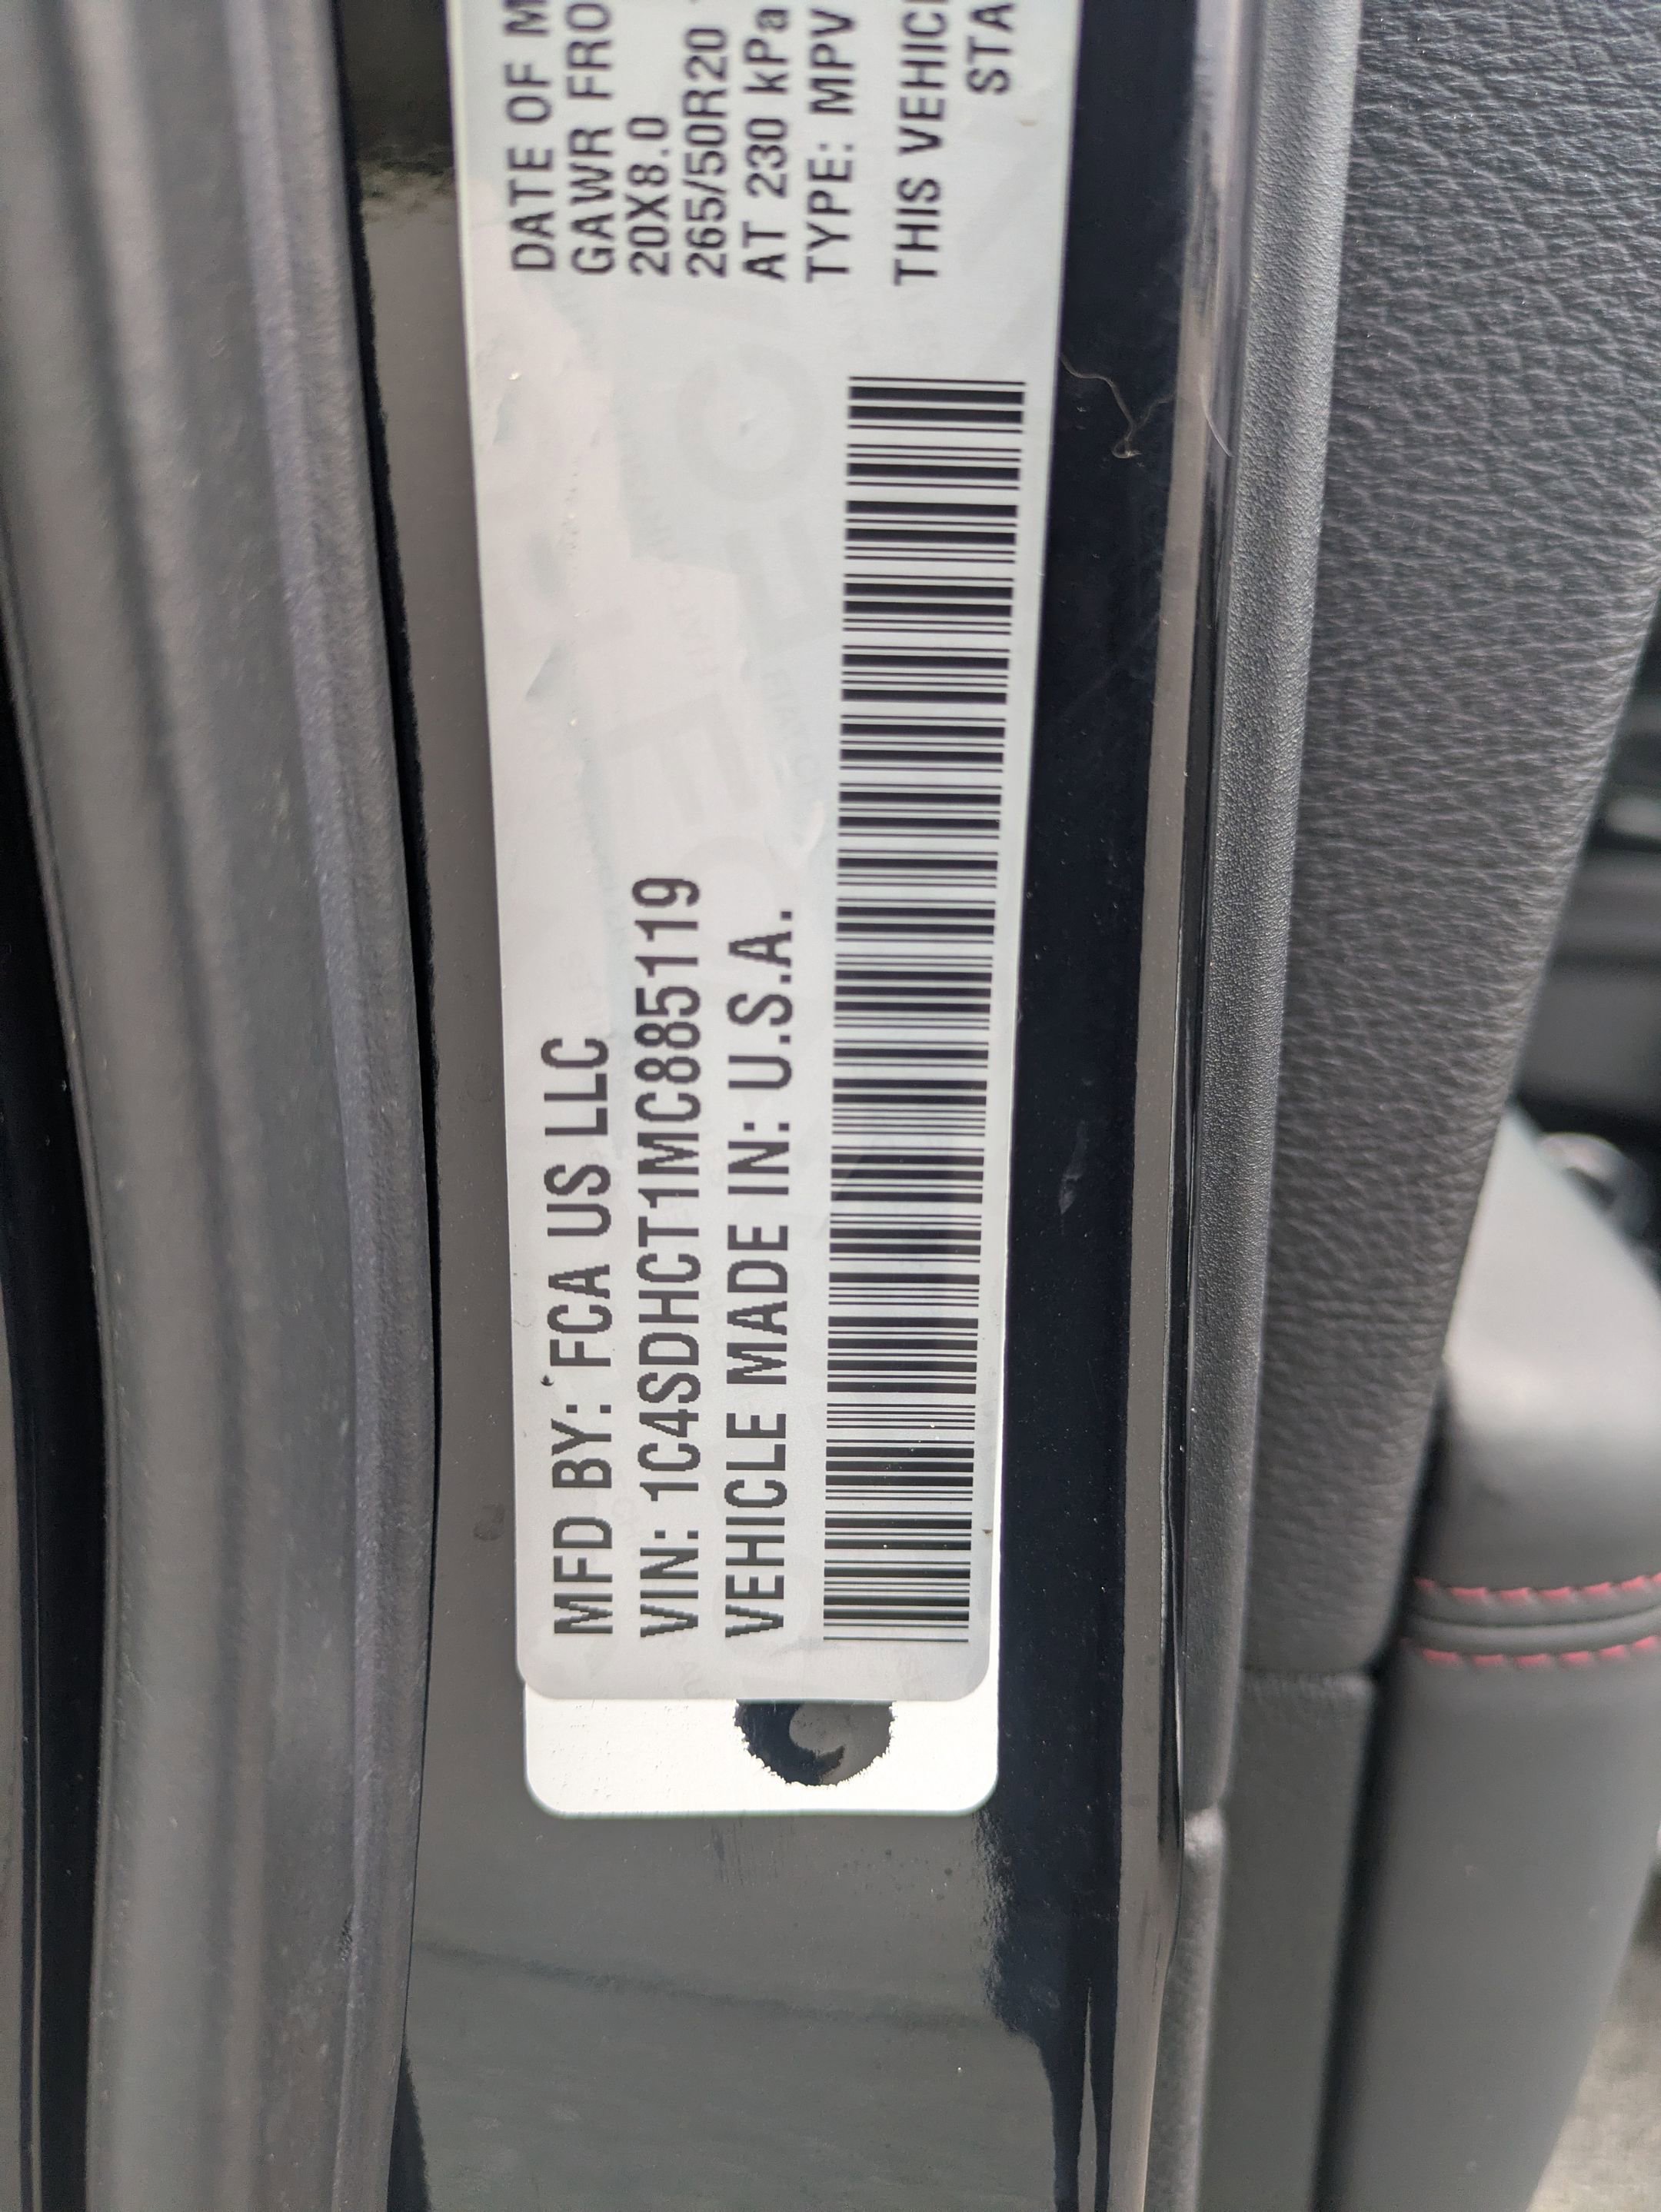 MFD BY: FCA US LLC
VIN: 1C4SDHCT1MC885119
VEHICLE MADE IN: U.S.A.
DATE OF M
GAWR FRO
20X8.0
265/50R20
AT 230 kPa
TYPE: MPV
THIS VEHICL
STA